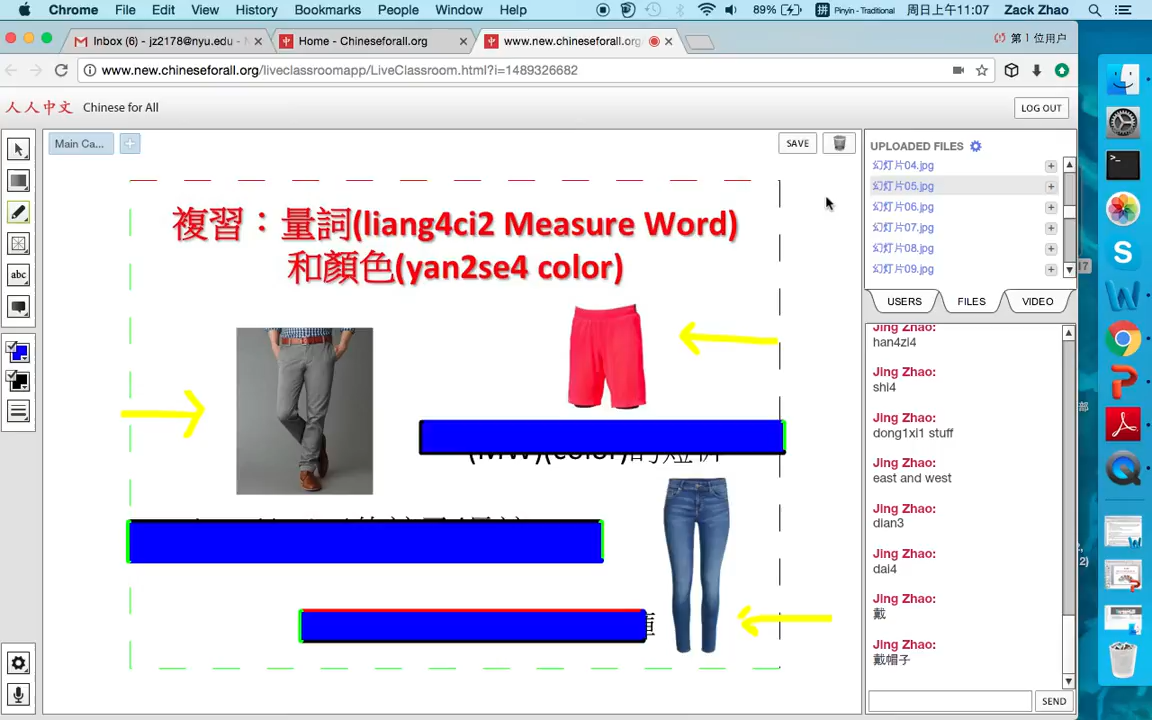 Chrome File Edit View History Bookmarks People Window Help 89% Pinyin - Traditional 周日上午11:07 Zack Zhao
Inbox (6) - jz2178@nyu.edu - Home - Chineseforall.org www.new.chineseforall.org 第 1 位用户
www.new.chineseforall.org/liveclassroomapp/LiveClassroom.html?i=1489326682
人人中文 Chinese for All LOG OUT
Main Ca... SAVE
UPLOADED FILES
幻灯片04.jpg
幻灯片05.jpg
幻灯片06.jpg
幻灯片07.jpg
幻灯片08.jpg
幻灯片09.jpg
USERS FILES VIDEO
複習：量詞(liang4ci2 Measure Word)
和顏色(yan2se4 color)
(MW)(color)的短褲
abc
Jing Zhao:
han4zi4
Jing Zhao:
shi4
Jing Zhao:
dong1xi1 stuff
Jing Zhao:
east and west
Jing Zhao:
dian3
Jing Zhao:
dai4
Jing Zhao:
戴
Jing Zhao:
戴帽子
SEND